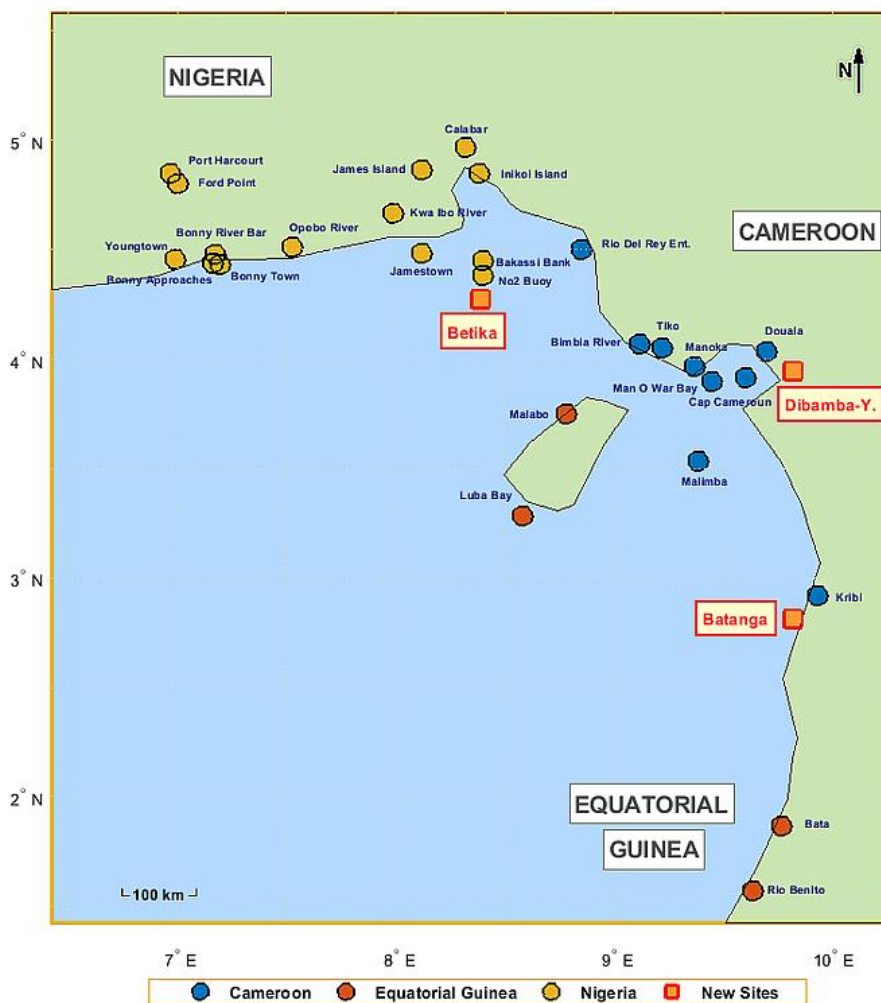 NIGERIA
N
Calabar
5° N
Port Harcourt
James Island
Inikoi Island
Ford Point
Kwa Ibo River
Bonny River Bar
Opobo River
CAMEROON
Youngtown
Rio Del Rey Ent.
Bakassi Bank
Jamestown
Bonny Approaches
Bonny Town
No2 Buoy
Betika
Tiko
Douala
Bimbia River
Manoka
4° N
Man O War Bay
Cap Cameroun
Dibamba-Y.
Malabo
Malimba
Luba Bay
3° N
Kribi
Batanga
2° N
EQUATORIAL
GUINEA
Bata
100 km
Rio Benito
7° E
8° E
9° E
10° E
Cameroon
Equatorial Guinea
Nigeria
New Sites